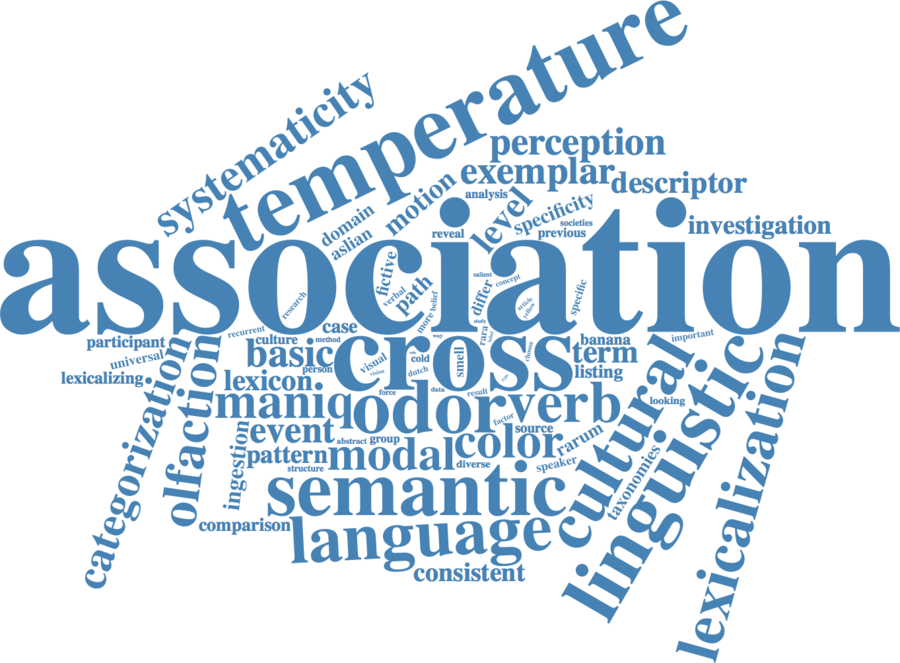 temperature
systematicity
perception
exemplar
descriptor
motion
analysis
level
specificity
domain
aslian
reveal
societies
previous
investigation
association
fictive
path
verbal
research
more
belief
salient
concept
differ
article
yellow
specific
study
rara
participant
universal
lexicalizing
recurrent
culture
case
method
basic
person
cross
visual
vision
cold
dutch
way
smell
choose
banana
term
listing
important
lexicon
force
data
result
looking
maniq
odor
verb
factor
categorization
olfaction
ingestion
event
abstract
group
color
source
rarum
pattern
modal
diverse
speaker
structure
taxonomies
cultural
linguistic
lexicalization
semantic
comparison
language
consistent